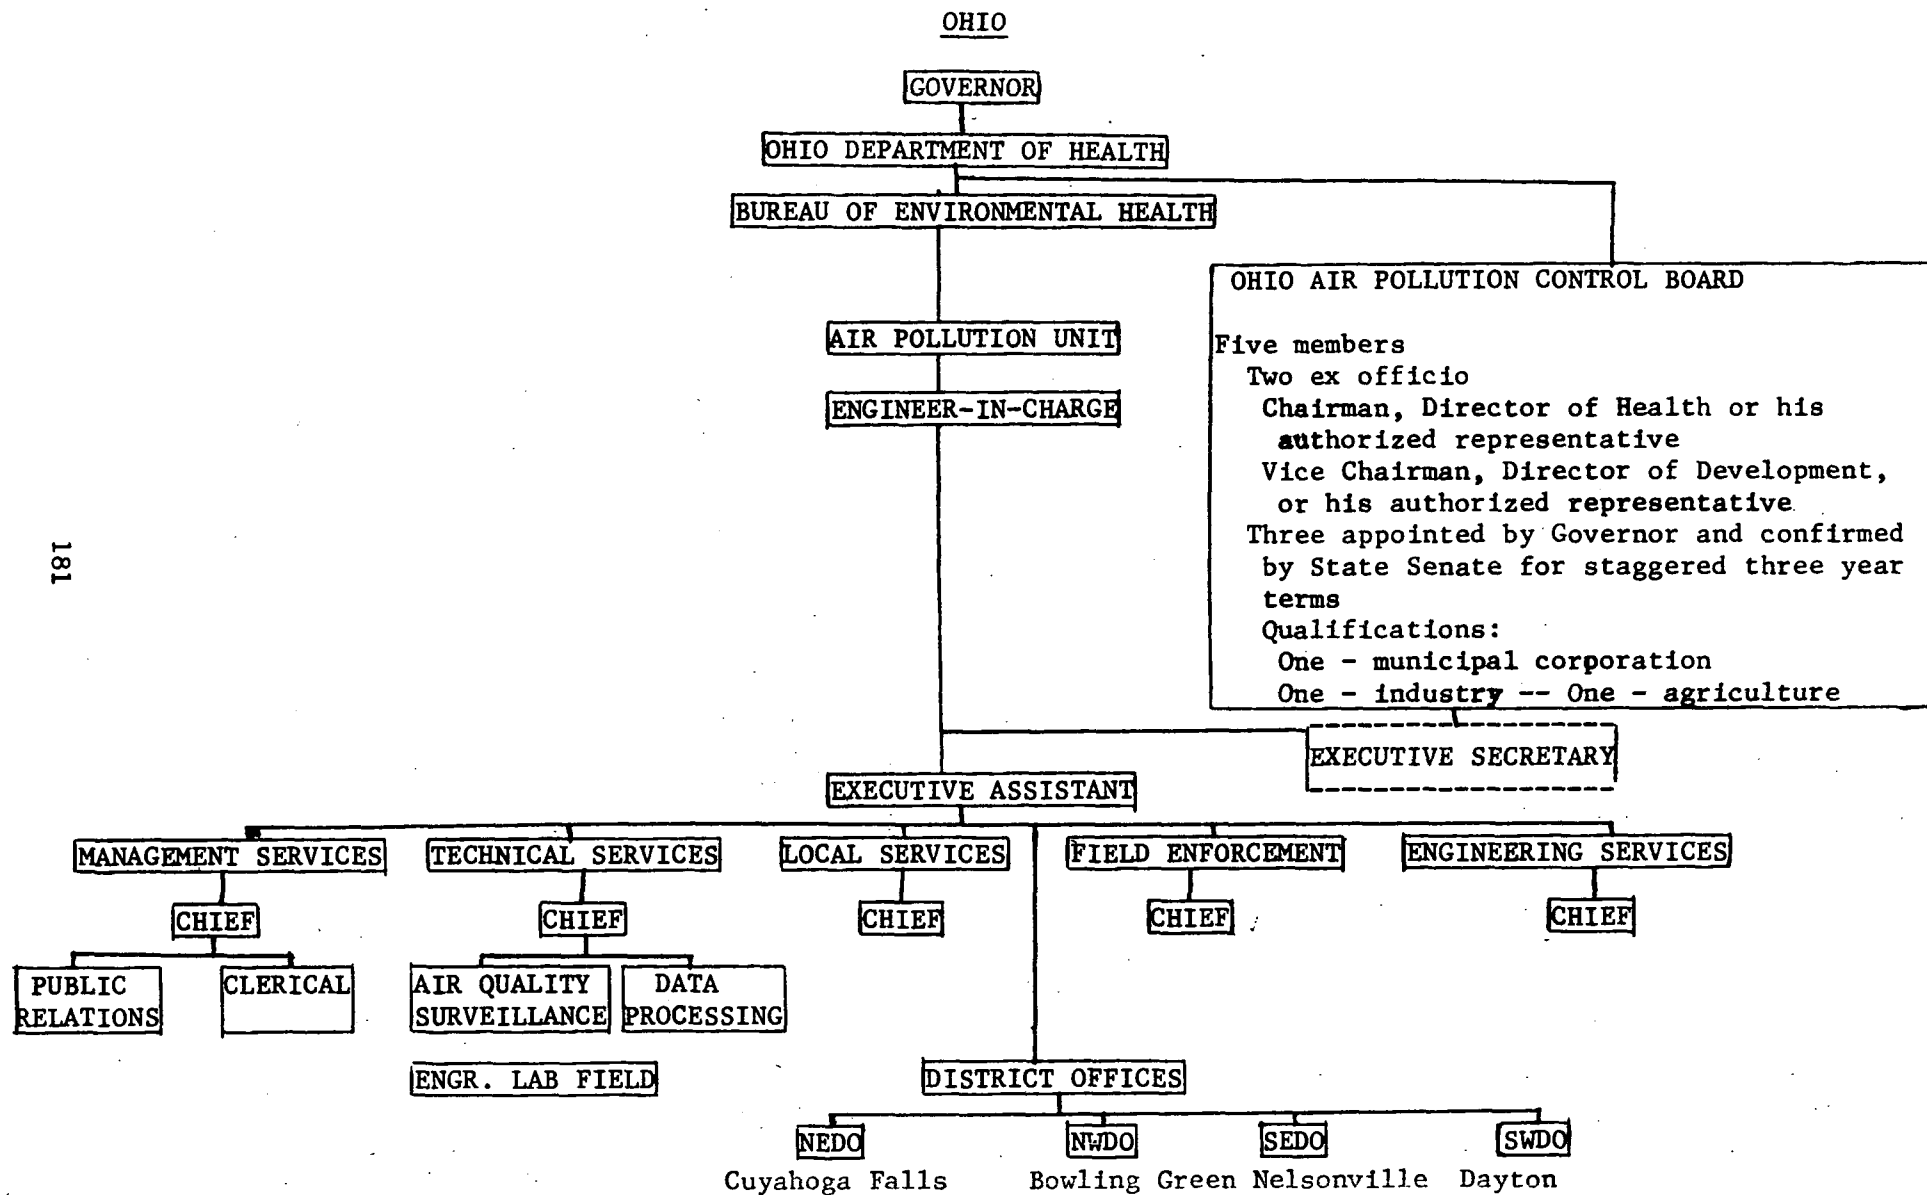 OHIO
GOVERNOR
OHIO DEPARTMENT OF HEALTH
BUREAU OF ENVIRONMENTAL HEALTH
OHIO AIR POLLUTION CONTROL BOARD
Five members
Two ex officio
Chairman, Director of Health or his
authorized representative
Vice Chairman, Director of Development,
or his authorized representative
Three appointed by Governor and confirmed
by State Senate for staggered three year
terms
Qualifications:
One - municipal corporation
One - industry -- One - agriculture
AIR POLLUTION UNIT
ENGINEER-IN-CHARGE
181
EXECUTIVE SECRETARY
EXECUTIVE ASSISTANT
MANAGEMENT SERVICES
TECHNICAL SERVICES
LOCAL SERVICES
FIELD ENFORCEMENT
ENGINEERING SERVICES
CHIEF
CHIEF
CHIEF
CHIEF
CHIEF
PUBLIC
RELATIONS
CLERICAL
AIR QUALITY
SURVEILLANCE
DATA
PROCESSING
ENGR. LAB FIELD
DISTRICT OFFICES
NEDO
NWDO
SEDO
SWDO
Cuyahoga Falls
Bowling Green
Nelsonville
Dayton